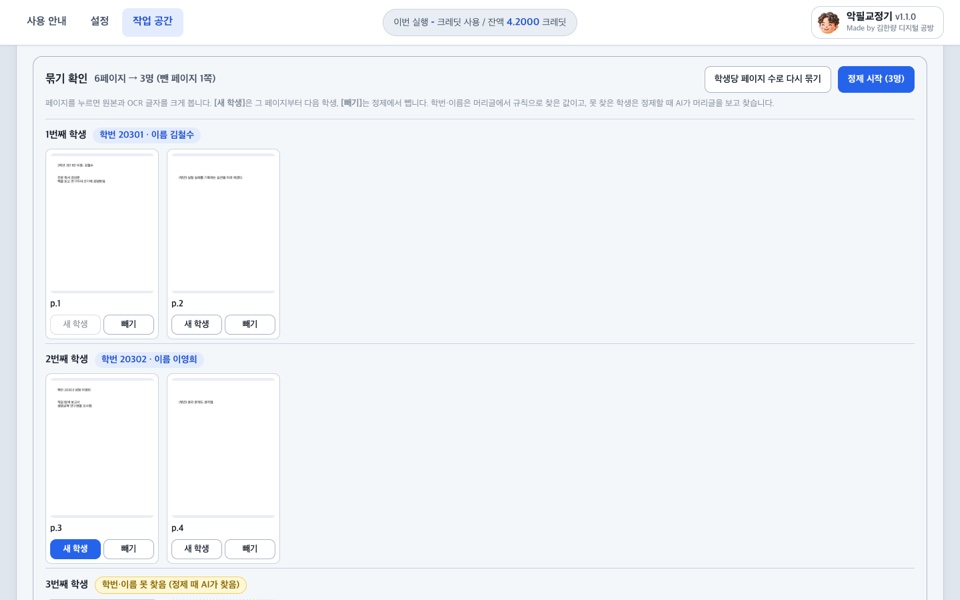 사용 안내
설정
작업 공간
이번 실행 - 크레딧 사용 / 잔액 4.2000 크레딧
악필교정기 v1.1.0
Made by 김한량 디지털 공방
묶기 확인 6페이지 → 3명 (뺀 페이지 1쪽)
학생당 페이지 수로 다시 묶기
정제 시작 (3명)
페이지를 누르면 원본과 OCR 글자를 크게 봅니다. [새 학생]은 그 페이지부터 다음 학생, [빼기]는 정제에서 뺍니다. 학번·이름은 머리글에서 규칙으로 찾은 값이고, 못 찾은 학생은 정제할 때 AI가 머리글을 보고 찾습니다.
1번째 학생 학번 20301 · 이름 김철수
p.1
p.2
새 학생 빼기
새 학생 빼기
2번째 학생 학번 20302 · 이름 이영희
p.3
p.4
새 학생 빼기
새 학생 빼기
3번째 학생 학번·이름 못 찾음 (정제 때 AI가 찾음)